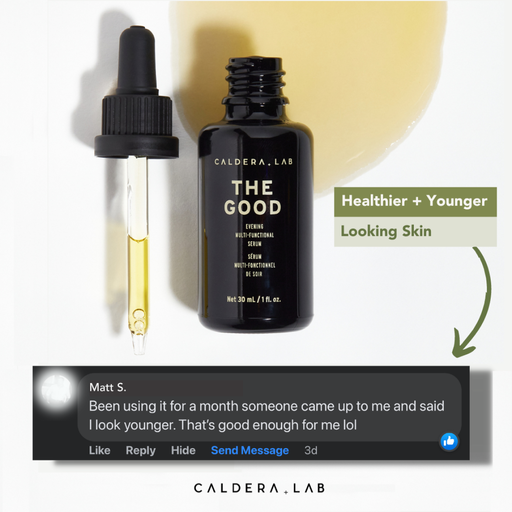 CALDERA + LAB
THE
GOOD
EVENING
MULTI-FUNCTIONAL
SERUM
SÉRUM
MULTI-FONCTIONNEL
DE SOIR
Net 30 mL / 1 fl. oz.
Healthier + Younger
Looking Skin
Matt S.
Been using it for a month someone came up to me and said
I look younger. That's good enough for me lol
Like Reply Hide Send Message 3d
CALDERA + LAB